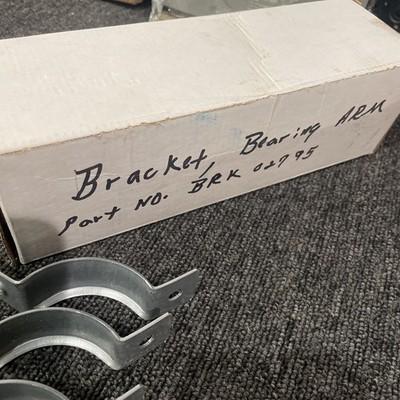 Bracket, Bearing ARM
Part NO. BRK 02795